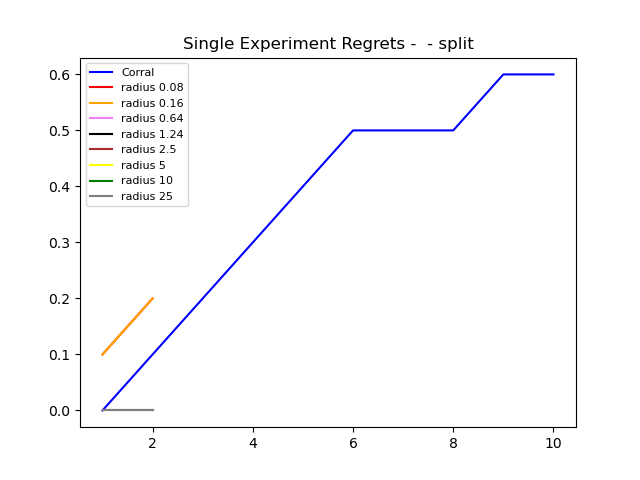 Single Experiment Regrets -  - split
Corral
radius 0.08
radius 0.16
radius 0.64
radius 1.24
radius 2.5
radius 5
radius 10
radius 25
0.6
0.5
0.4
0.3
0.2
0.1
0.0
2 4 6 8 10